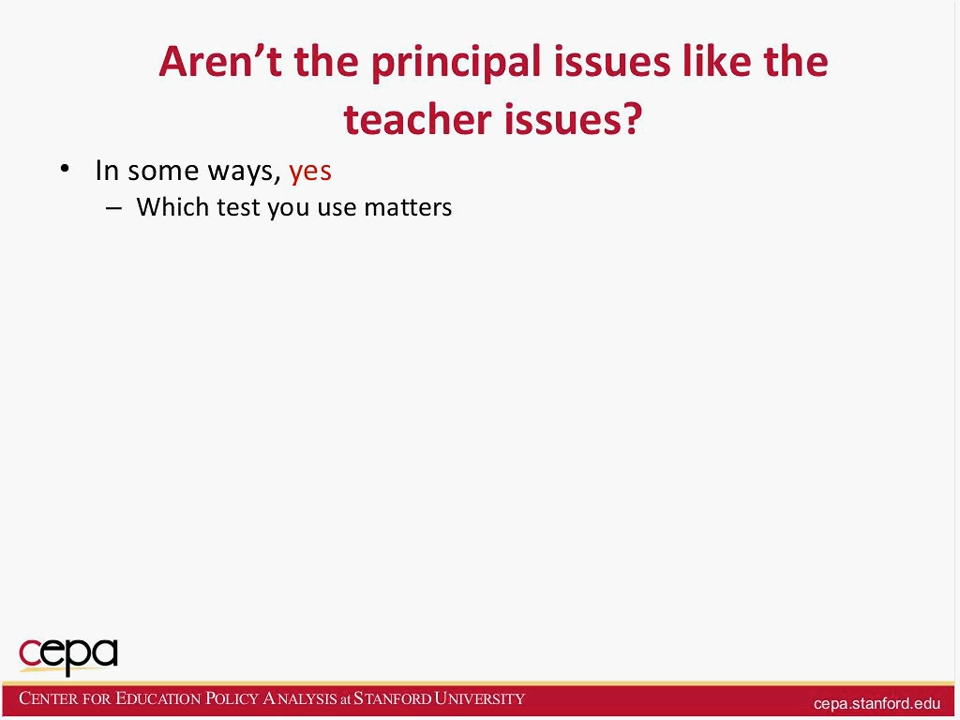 Aren’t the principal issues like the
teacher issues?
• In some ways, yes
– Which test you use matters
cepa
CENTER FOR EDUCATION POLICY ANALYSIS at STANFORD UNIVERSITY
cepa.stanford.edu